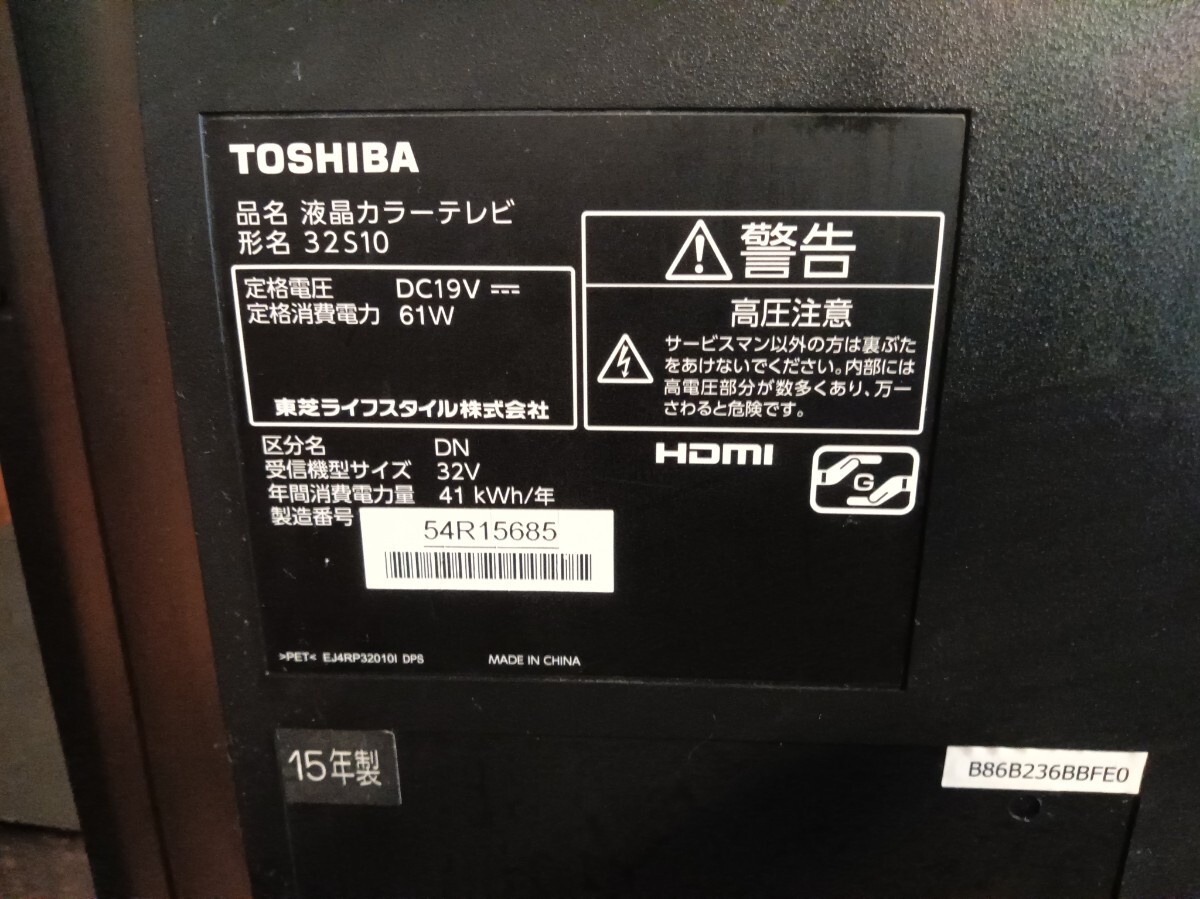 TOSHIBA
品名 液晶カラーテレビ
形名 32S10
定格電圧 DC19V
定格消費電力 61W
東芝ライフスタイル株式会社
警告
高圧注意
サービスマン以外の方は裏ぶた
をあけないでください。内部には
高電圧部分が数多くあり、万一
さわると危険です。
区分名 DN
受信機型サイズ 32V
年間消費電力量 41 kWh/年
製造番号
54R15685
HDMI
G
>PET< EJ4RP32010I DPS
MADE IN CHINA
15年製
B86B236BBFE0